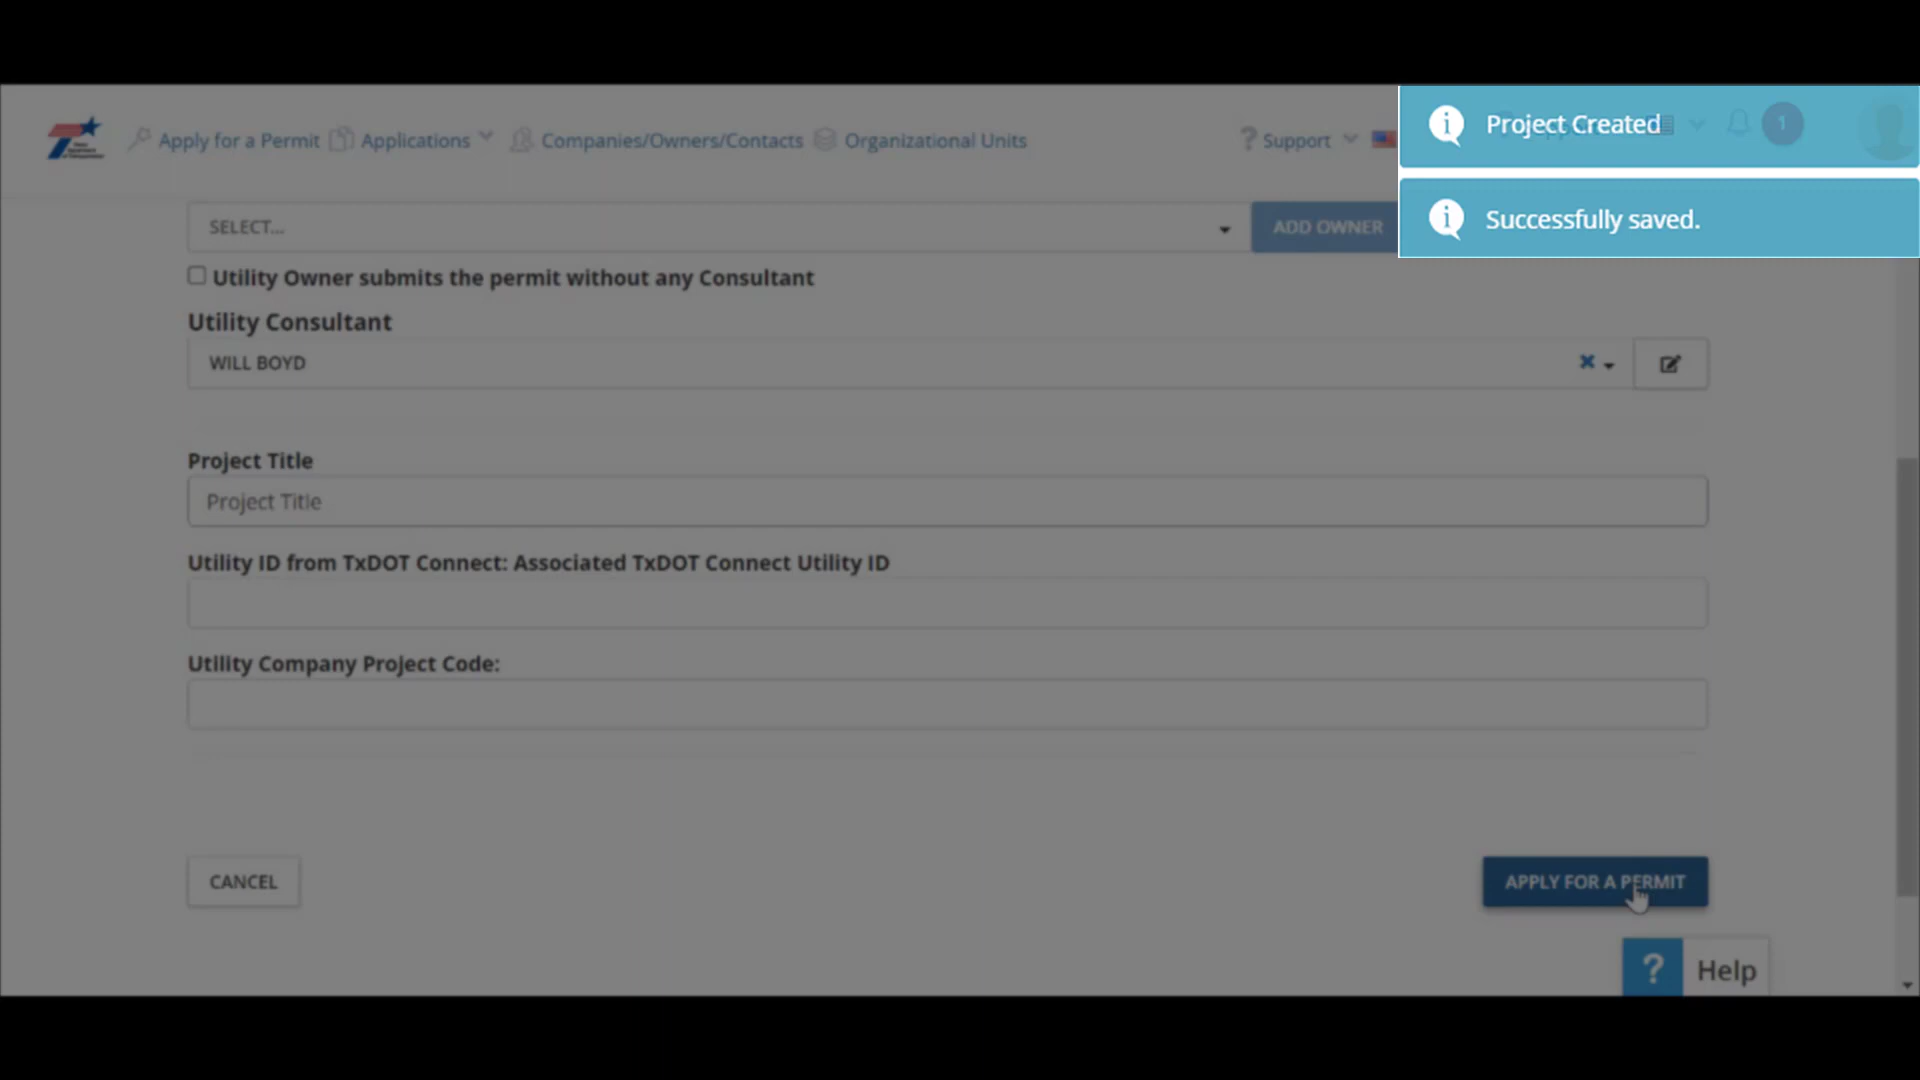 Apply for a Permit Applications Companies/Owners/Contacts Organizational Units ? Support
Project Created 1
Successfully saved.
SELECT... ADD OWNER
Utility Owner submits the permit without any Consultant
Utility Consultant
WILL BOYD
Project Title
Project Title
Utility ID from TxDOT Connect: Associated TxDOT Connect Utility ID
Utility Company Project Code:
CANCEL APPLY FOR A PERMIT
? Help